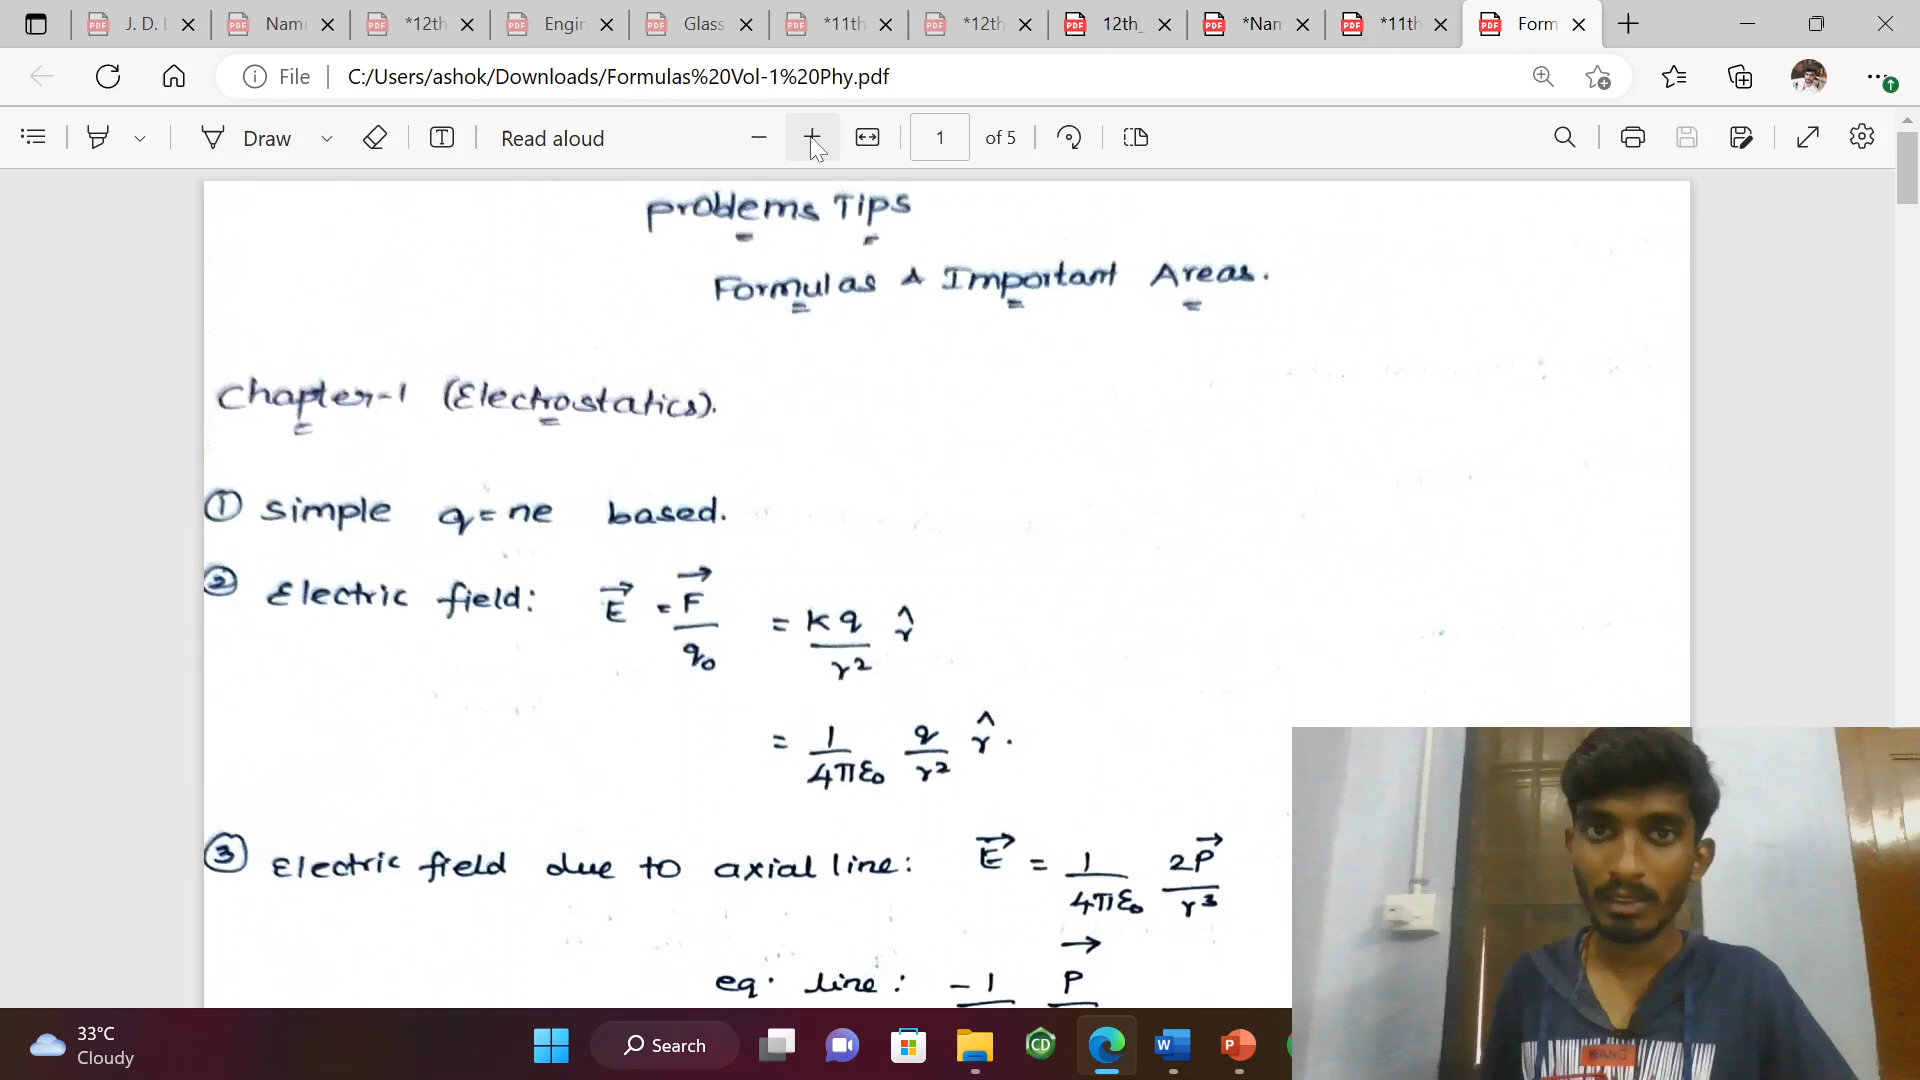 J. D. L
Nam
*12th
Engin
Glass
*11th
*12th
12th_
*Nam
*11th
Form
File
C:/Users/ashok/Downloads/Formulas%20Vol-1%20Phy.pdf
Draw
Read aloud
1 of 5
problems Tips
Formulas & Important Areas.
Chapter-1 (Electrostatics).
① Simple q=ne based.
② Electric field: E⃗ = F⃗/q₀ = kq/r² r̂
= 1/4πε₀ q/r² r̂.
③ Electric field due to axial line: E⃗ = 1/4πε₀ 2P⃗/r³
eq. line: -1 P⃗
33°C
Cloudy
Search
CD
W
P